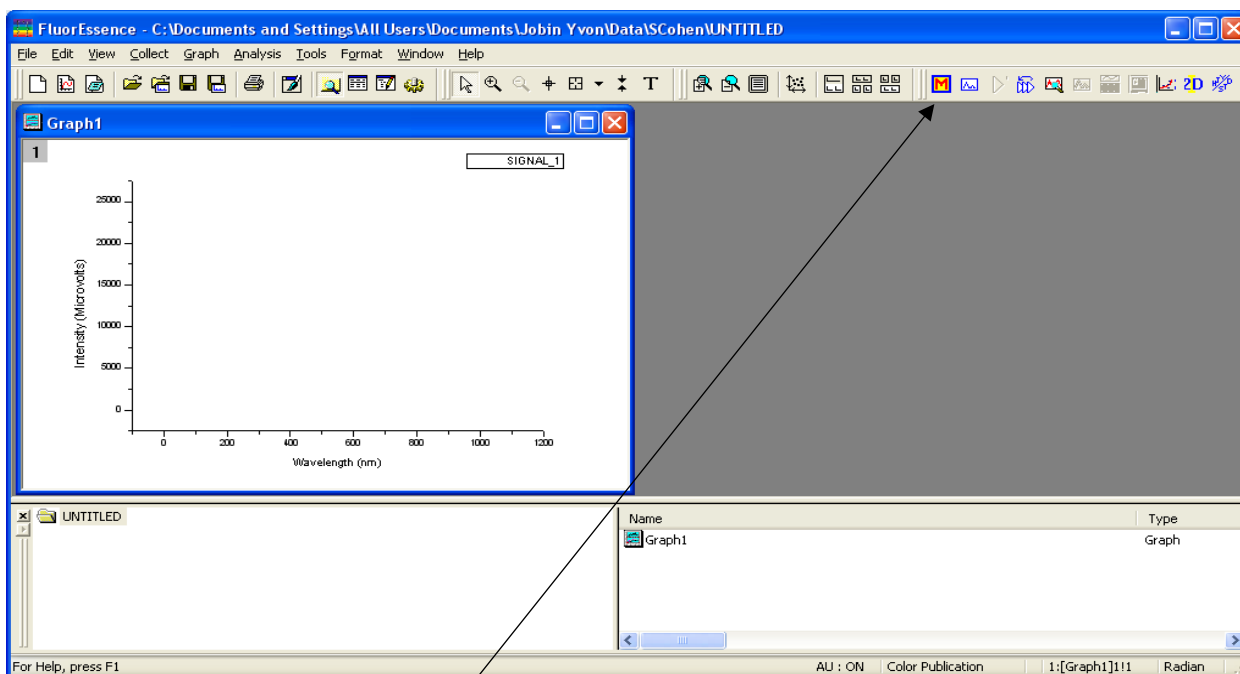 FluorEssence - C:\Documents and Settings\All Users\Documents\Jobin Yvon\Data\SCohen\UNTITLED
File Edit View Collect Graph Analysis Tools Format Window Help
T M 2D
Graph1
1
SIGNAL_1
25000
20000
15000
10000
5000
0
Intensity (Microvolts)
0 200 400 600 800 1000 1200
Wavelength (nm)
UNTITLED
Name Type
Graph1 Graph
For Help, press F1 AU : ON Color Publication 1:[Graph1]1!1 Radian